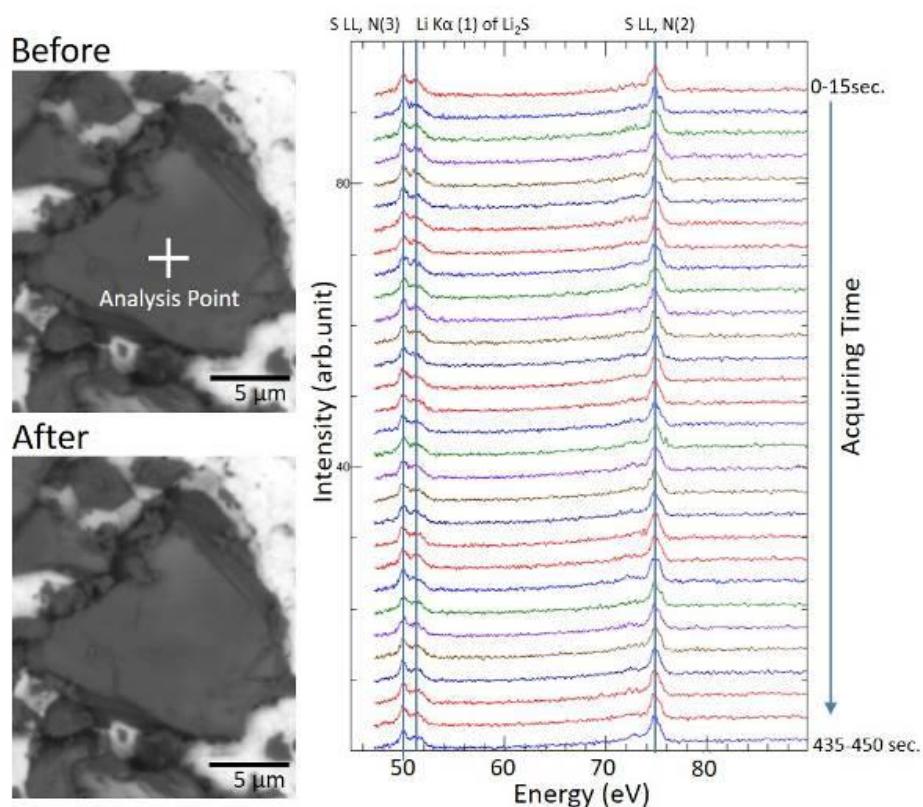 Before
Analysis Point
5 µm
After
5 µm
S LL, N(3) Li Kα (1) of Li₂S S LL, N(2)
0-15sec.
80
40
Intensity (arb.unit)
Acquiring Time
435-450 sec.
50 60 70 80
Energy (eV)